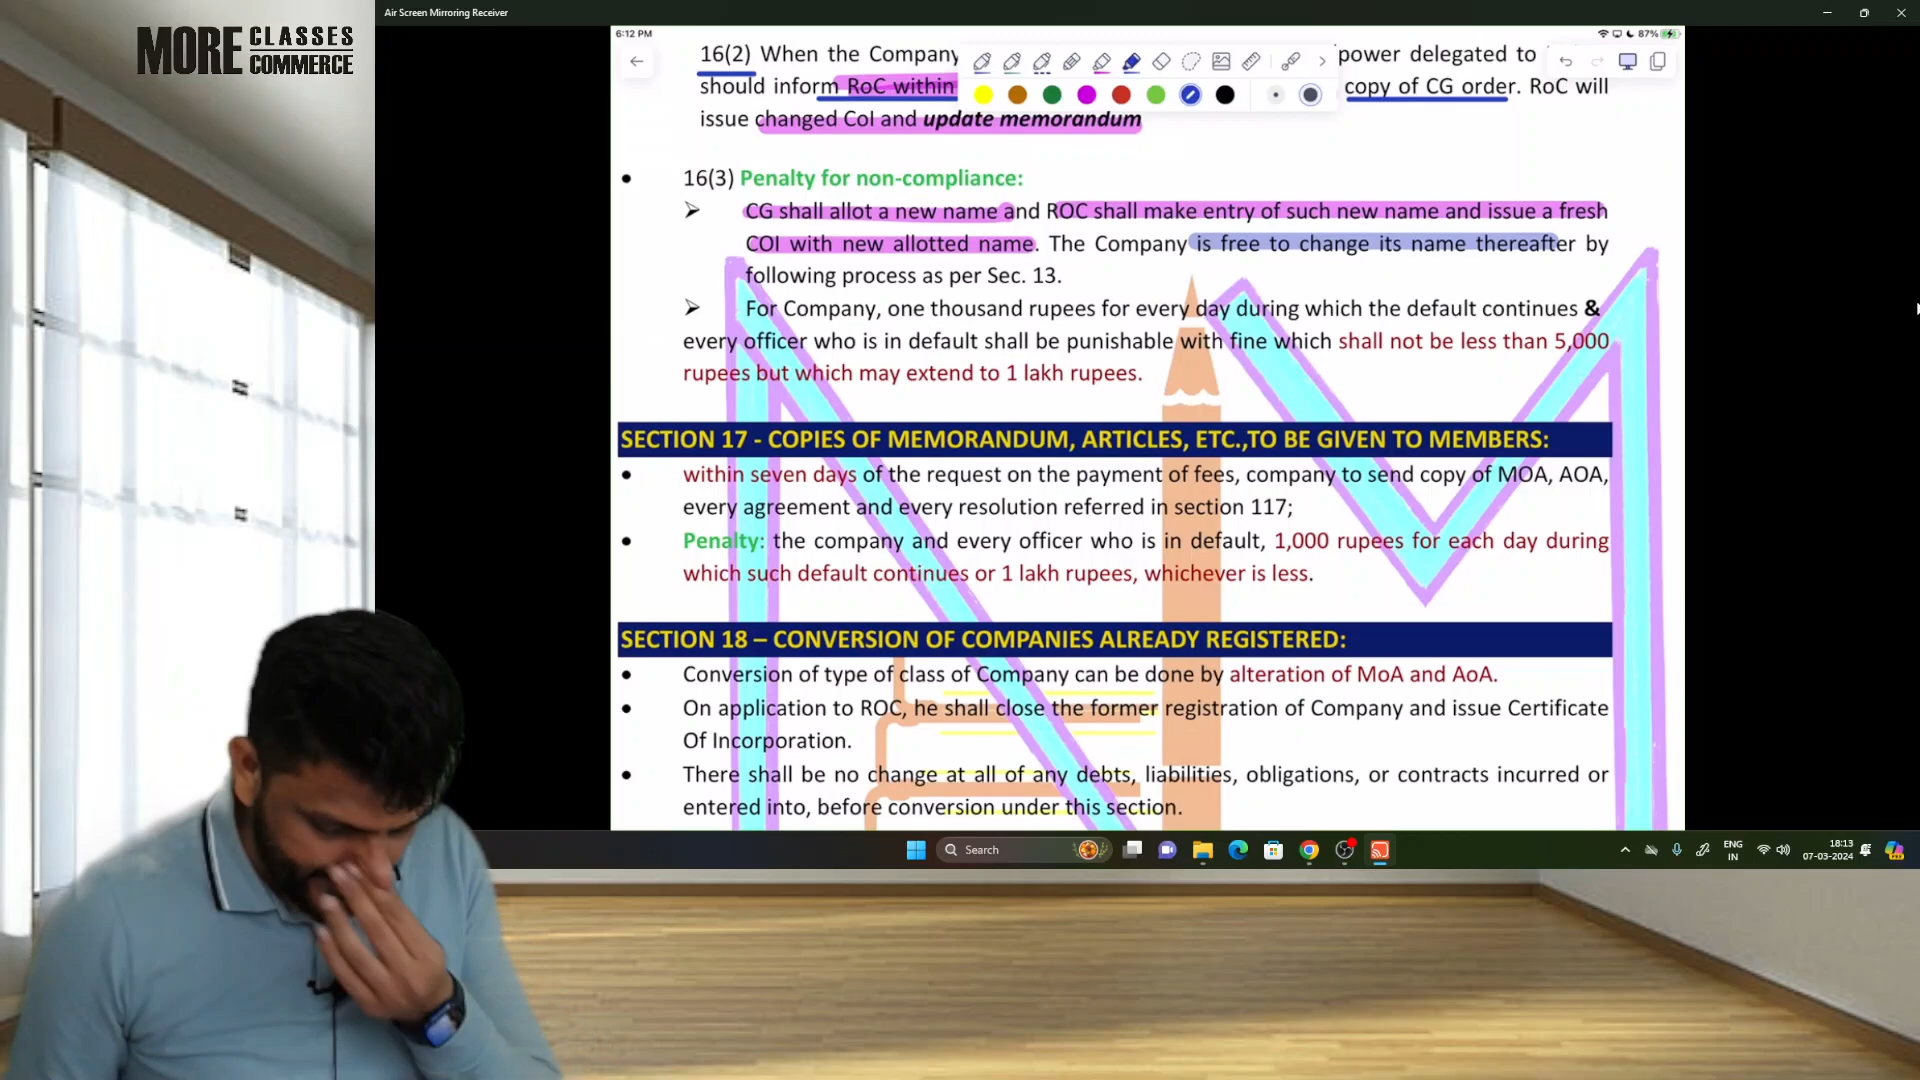 Air Screen Mirroring Receiver
MORE CLASSES COMMERCE
6:12 PM
87%
16(2) When the Company power delegated to
should inform RoC within copy of CG order. RoC will
issue changed CoI and update memorandum
• 16(3) Penalty for non-compliance:
➢ CG shall allot a new name and ROC shall make entry of such new name and issue a fresh
COI with new allotted name. The Company is free to change its name thereafter by
following process as per Sec. 13.
➢ For Company, one thousand rupees for every day during which the default continues &
every officer who is in default shall be punishable with fine which shall not be less than 5,000
rupees but which may extend to 1 lakh rupees.
SECTION 17 - COPIES OF MEMORANDUM, ARTICLES, ETC.,TO BE GIVEN TO MEMBERS:
• within seven days of the request on the payment of fees, company to send copy of MOA, AOA,
every agreement and every resolution referred in section 117;
• Penalty: the company and every officer who is in default, 1,000 rupees for each day during
which such default continues or 1 lakh rupees, whichever is less.
SECTION 18 – CONVERSION OF COMPANIES ALREADY REGISTERED:
• Conversion of type of class of Company can be done by alteration of MoA and AoA.
• On application to ROC, he shall close the former registration of Company and issue Certificate
Of Incorporation.
• There shall be no change at all of any debts, liabilities, obligations, or contracts incurred or
entered into, before conversion under this section.
Search
ENG
IN
18:13
07-03-2024